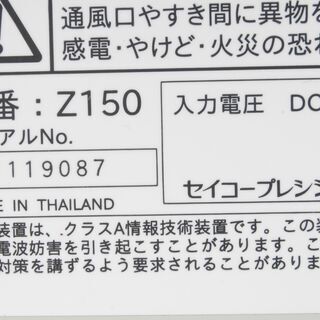 通風口やすき間に異物を
感電・やけど・火災の恐れ
番：Z150
入力電圧 DC
アルNo.
119087
E IN THAILAND
セイコープレシジ
装置は、.クラスA情報技術装置です。この装
電波妨害を引き起こすことがあります。この
対策を講ずるよう要求されることがあります